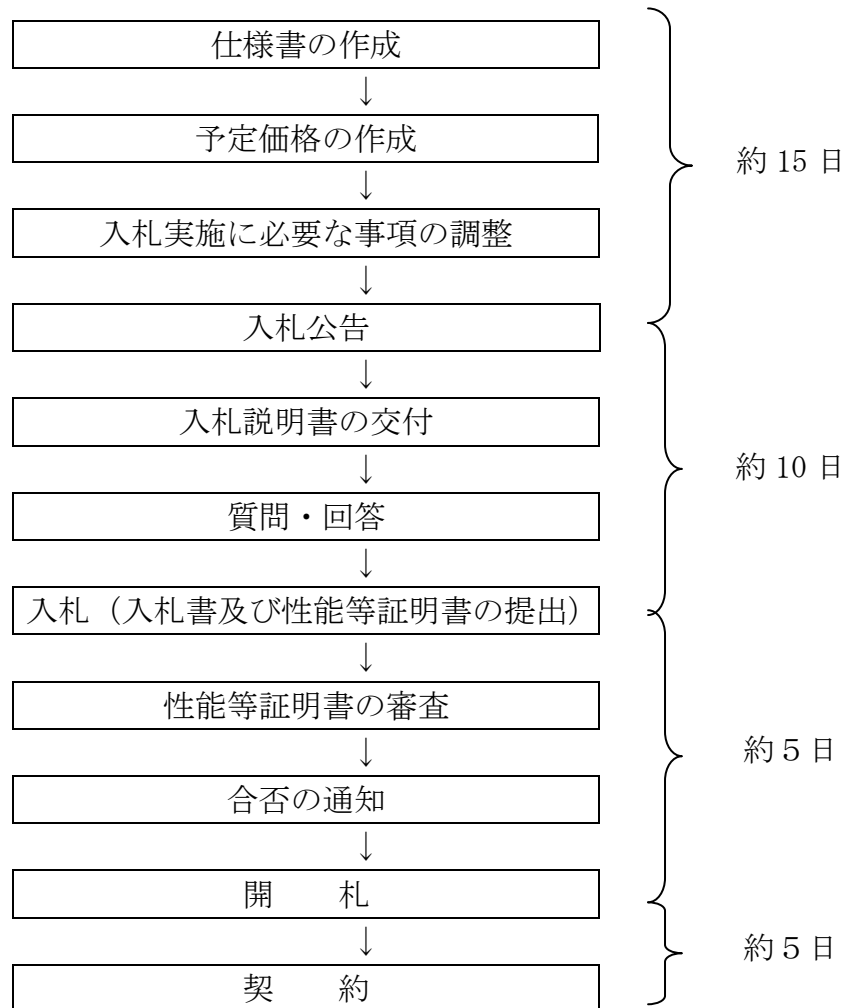 仕様書の作成
↓
予定価格の作成
約 15 日
↓
入札実施に必要な事項の調整
↓
入札公告
↓
入札説明書の交付
↓
約 10 日
質問・回答
↓
入札（入札書及び性能等証明書の提出）
↓
性能等証明書の審査
↓
約５日
合否の通知
↓
開　　札
↓
約５日
契　　約